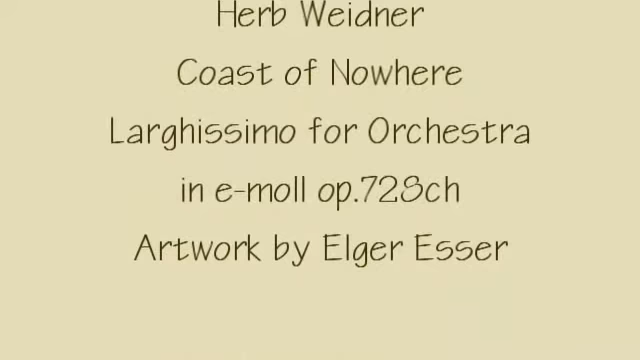 Herb Weidner
Coast of Nowhere
Larghissimo for Orchestra
in e-moll op.728ch
Artwork by Elger Esser